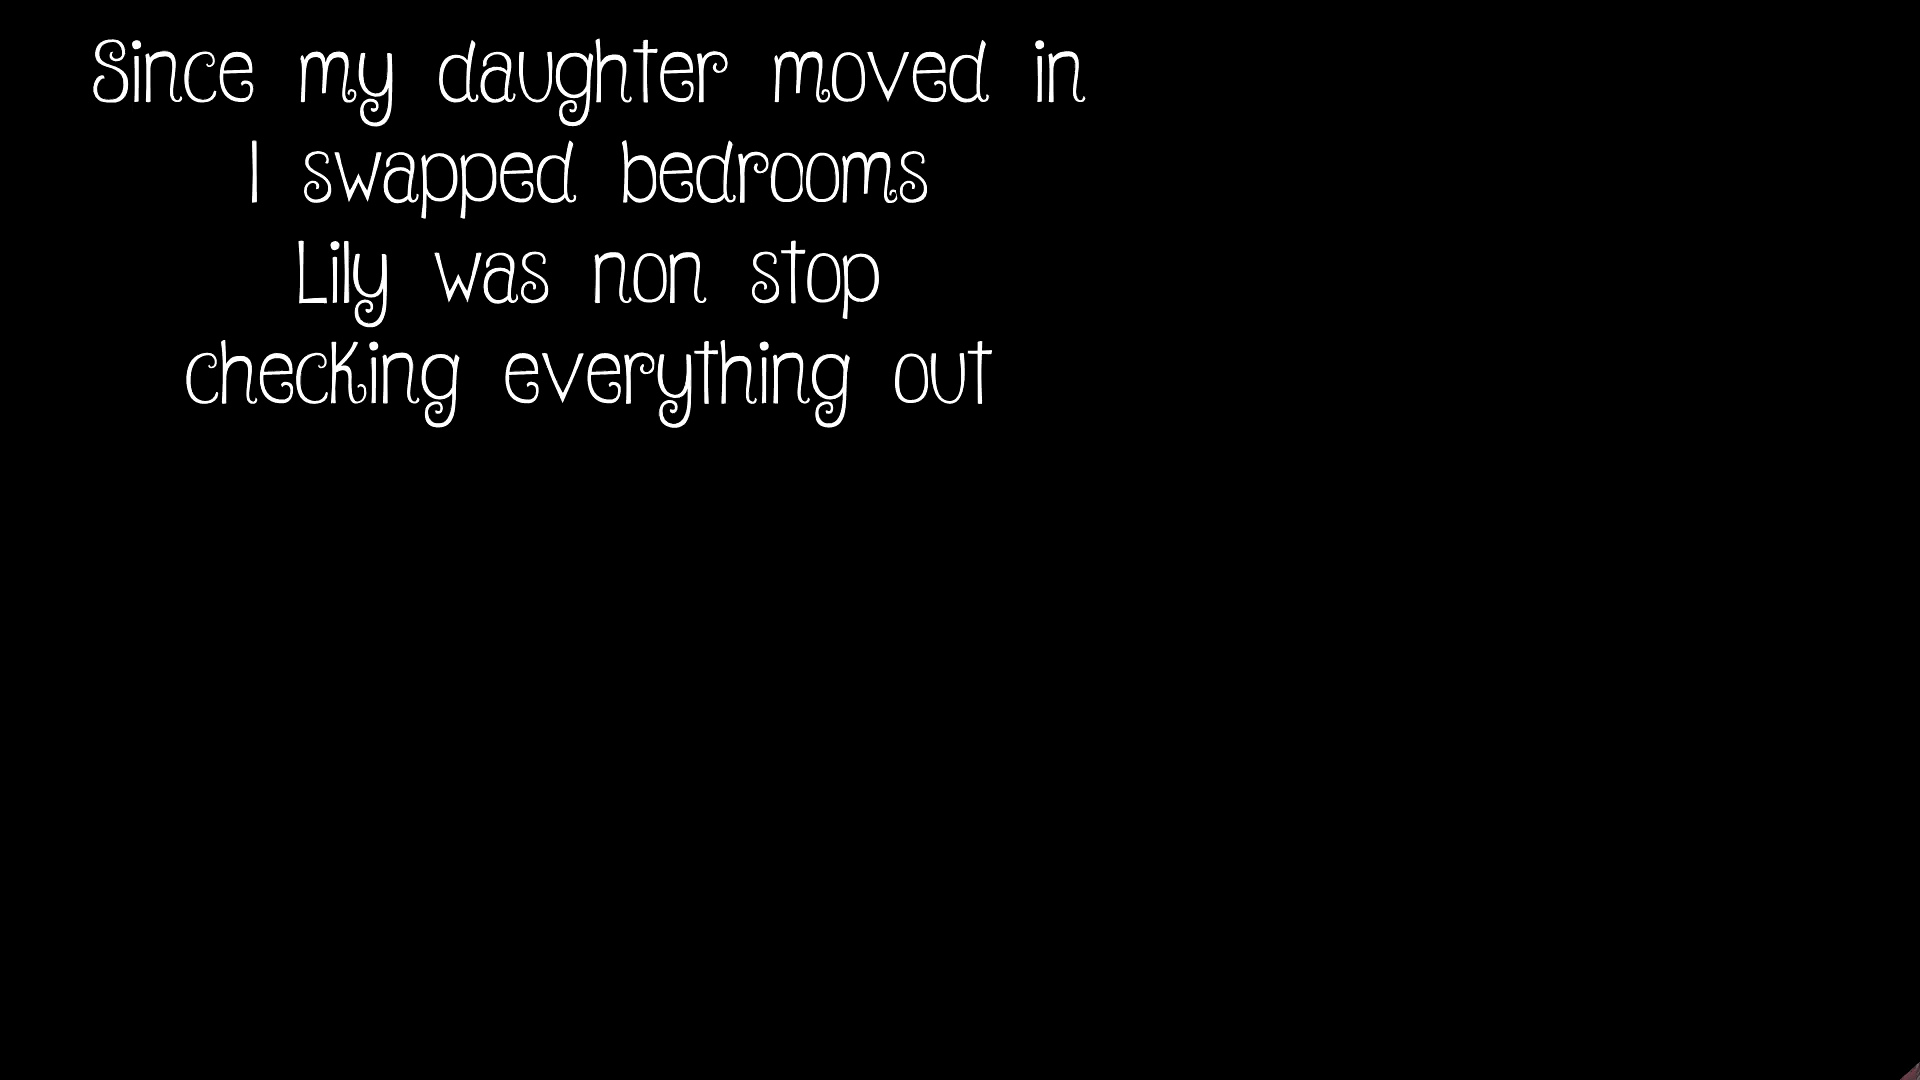 Since my daughter moved in
I swapped bedrooms
Lily was non stop
checking everything out